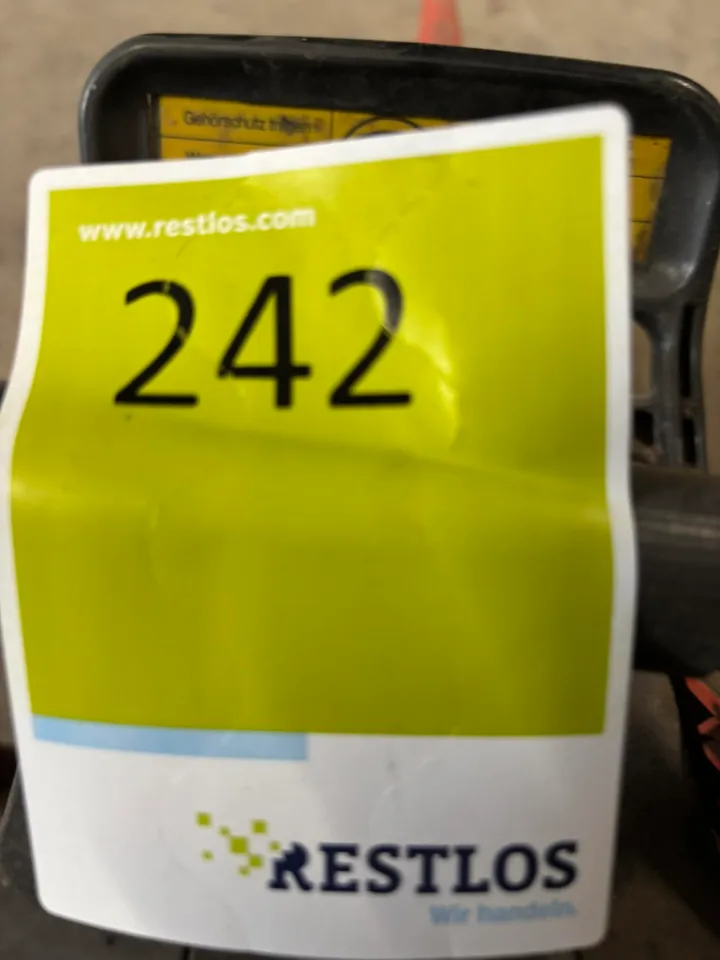 Gehörschutz tragen
www.restlos.com
242
RESTLOS
Wir handeln.